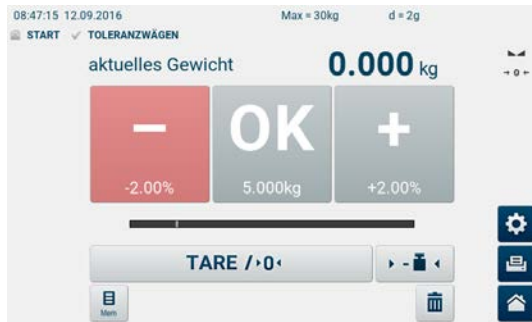 08:47:15 12.09.2016 Max = 30kg d = 2g
START TOLERANZWÄGEN
aktuelles Gewicht 0.000 kg
→ 0 ←
− OK +
-2.00% 5.000kg +2.00%
TARE / 0
-
Mem